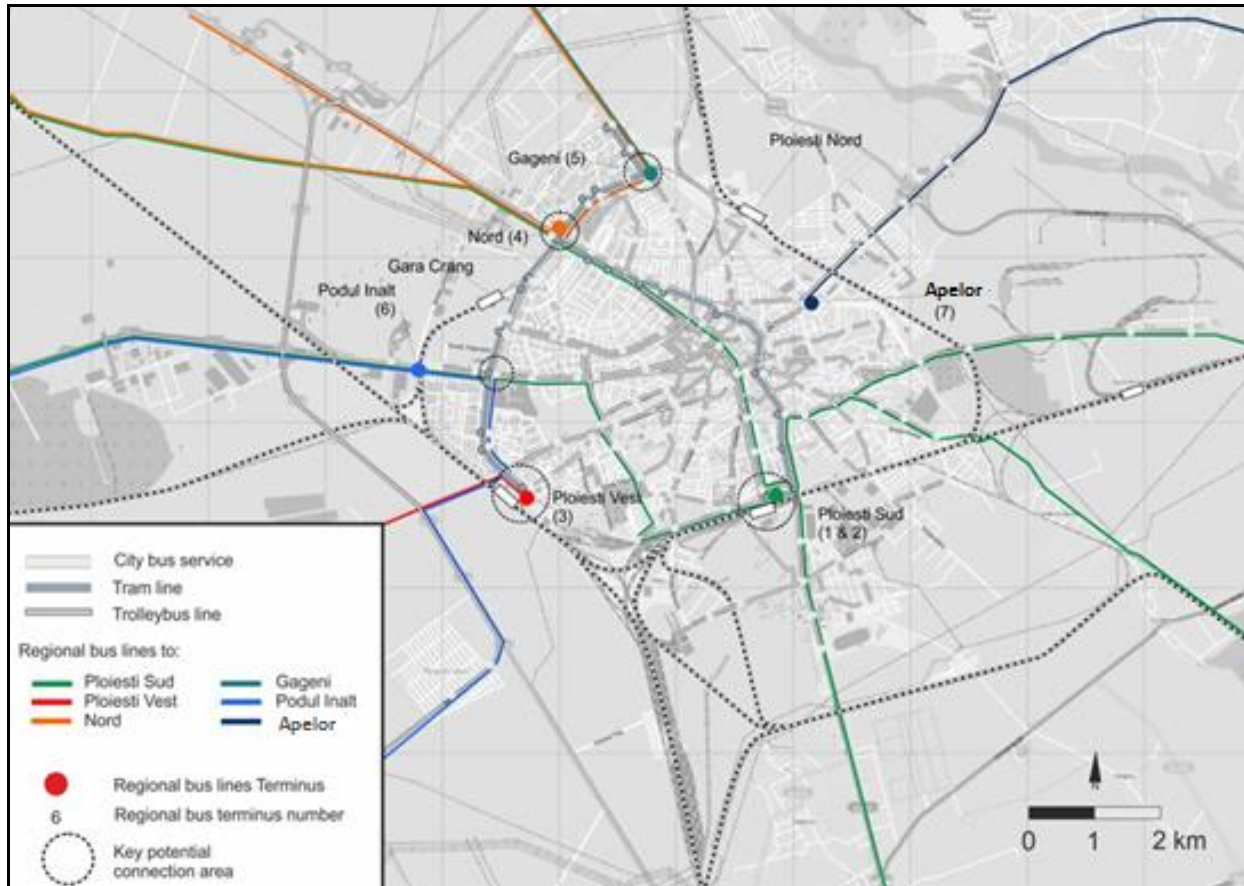 Ploiesti Nord
Gageni (5)
Nord (4)
Gara Crang
Podul Inalt
(6)
Apelor
(7)
Ploiesti Vest
(3)
Ploiesti Sud
(1 & 2)
City bus service
Tram line
Trolleybus line
Regional bus lines to:
Ploiesti Sud
Ploiesti Vest
Nord
Gageni
Podul Inalt
Apelor
Regional bus lines Terminus
6 Regional bus terminus number
Key potential
connection area
N
0 1 2 km